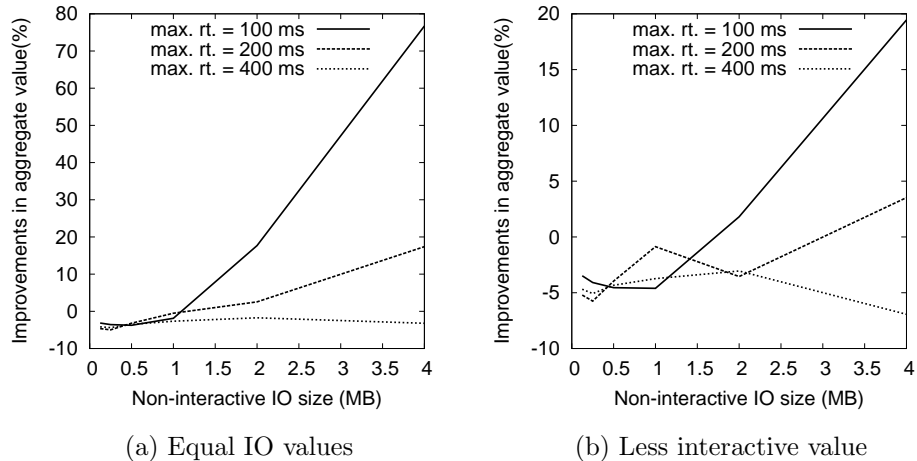 80
70
60
50
40
30
20
10
0
-10
0 0.5 1 1.5 2 2.5 3 3.5 4
Improvements in aggregate value(%)
Non-interactive IO size (MB)
max. rt. = 100 ms
max. rt. = 200 ms
max. rt. = 400 ms
(a) Equal IO values
20
15
10
5
0
-5
-10
0 0.5 1 1.5 2 2.5 3 3.5 4
Improvements in aggregate value(%)
Non-interactive IO size (MB)
max. rt. = 100 ms
max. rt. = 200 ms
max. rt. = 400 ms
(b) Less interactive value